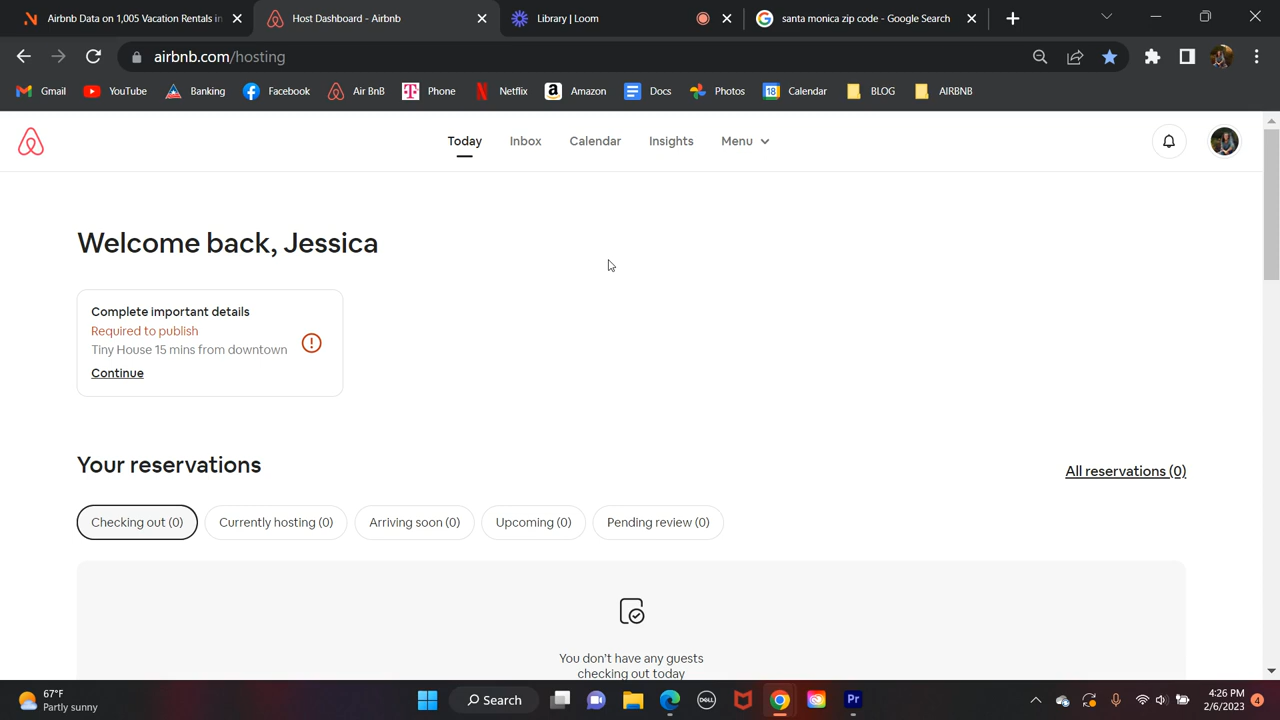 Airbnb Data on 1,005 Vacation Rentals in
Host Dashboard - Airbnb
Library | Loom
santa monica zip code - Google Search
airbnb.com/hosting
Gmail
YouTube
Banking
Facebook
Air BnB
Phone
Netflix
Amazon
Docs
Photos
18
Calendar
BLOG
AIRBNB
Today
Inbox
Calendar
Insights
Menu
Welcome back, Jessica
Complete important details
Required to publish
Tiny House 15 mins from downtown
Continue
Your reservations
All reservations (0)
Checking out (0)
Currently hosting (0)
Arriving soon (0)
Upcoming (0)
Pending review (0)
You don't have any guests
checking out today
67°F
Partly sunny
Search
DELL
Pr
4:26 PM
2/6/2023
4